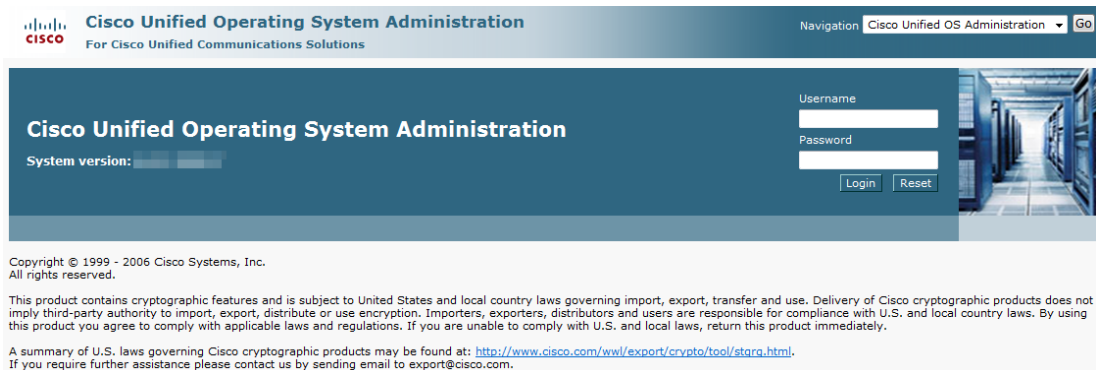 CISCO
Cisco Unified Operating System Administration
For Cisco Unified Communications Solutions
Navigation Cisco Unified OS Administration Go
Cisco Unified Operating System Administration
System version:
Username
Password
Login Reset
Copyright © 1999 - 2006 Cisco Systems, Inc.
All rights reserved.
This product contains cryptographic features and is subject to United States and local country laws governing import, export, transfer and use. Delivery of Cisco cryptographic products does not
imply third-party authority to import, export, distribute or use encryption. Importers, exporters, distributors and users are responsible for compliance with U.S. and local country laws. By using
this product you agree to comply with applicable laws and regulations. If you are unable to comply with U.S. and local laws, return this product immediately.
A summary of U.S. laws governing Cisco cryptographic products may be found at: http://www.cisco.com/wwl/export/crypto/tool/stqrg.html.
If you require further assistance please contact us by sending email to export@cisco.com.